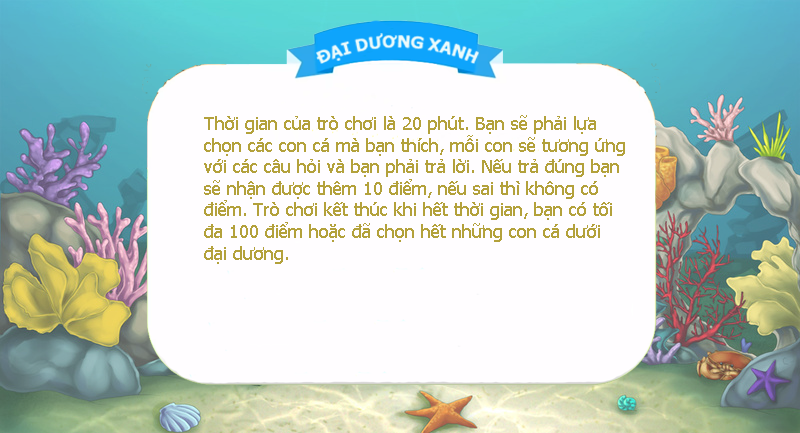 ĐẠI DƯƠNG XANH
Thời gian của trò chơi là 20 phút. Bạn sẽ phải lựa
chọn các con cá mà bạn thích, mỗi con sẽ tương ứng
với các câu hỏi và bạn phải trả lời. Nếu trả đúng bạn
sẽ nhận được thêm 10 điểm, nếu sai thì không có
điểm. Trò chơi kết thúc khi hết thời gian, bạn có tối
đa 100 điểm hoặc đã chọn hết những con cá dưới
đại dương.